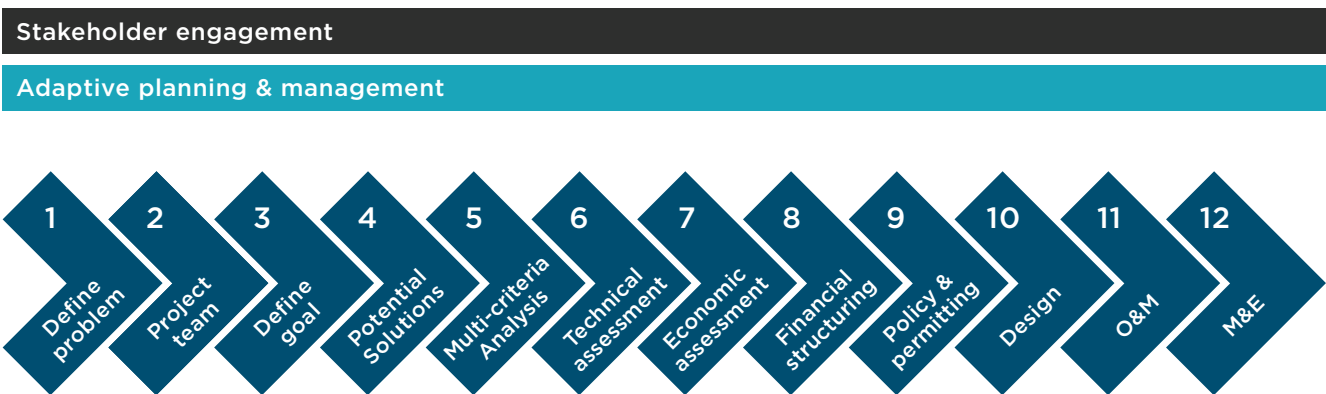 Stakeholder engagement
Adaptive planning & management
1
Define
problem
2
Project
team
3
Define
goal
4
Potential
Solutions
5
Multi-criteria
Analysis
6
Technical
assessment
7
Economic
assessment
8
Financial
structuring
9
Policy &
permitting
10
Design
11
O&M
12
M&E